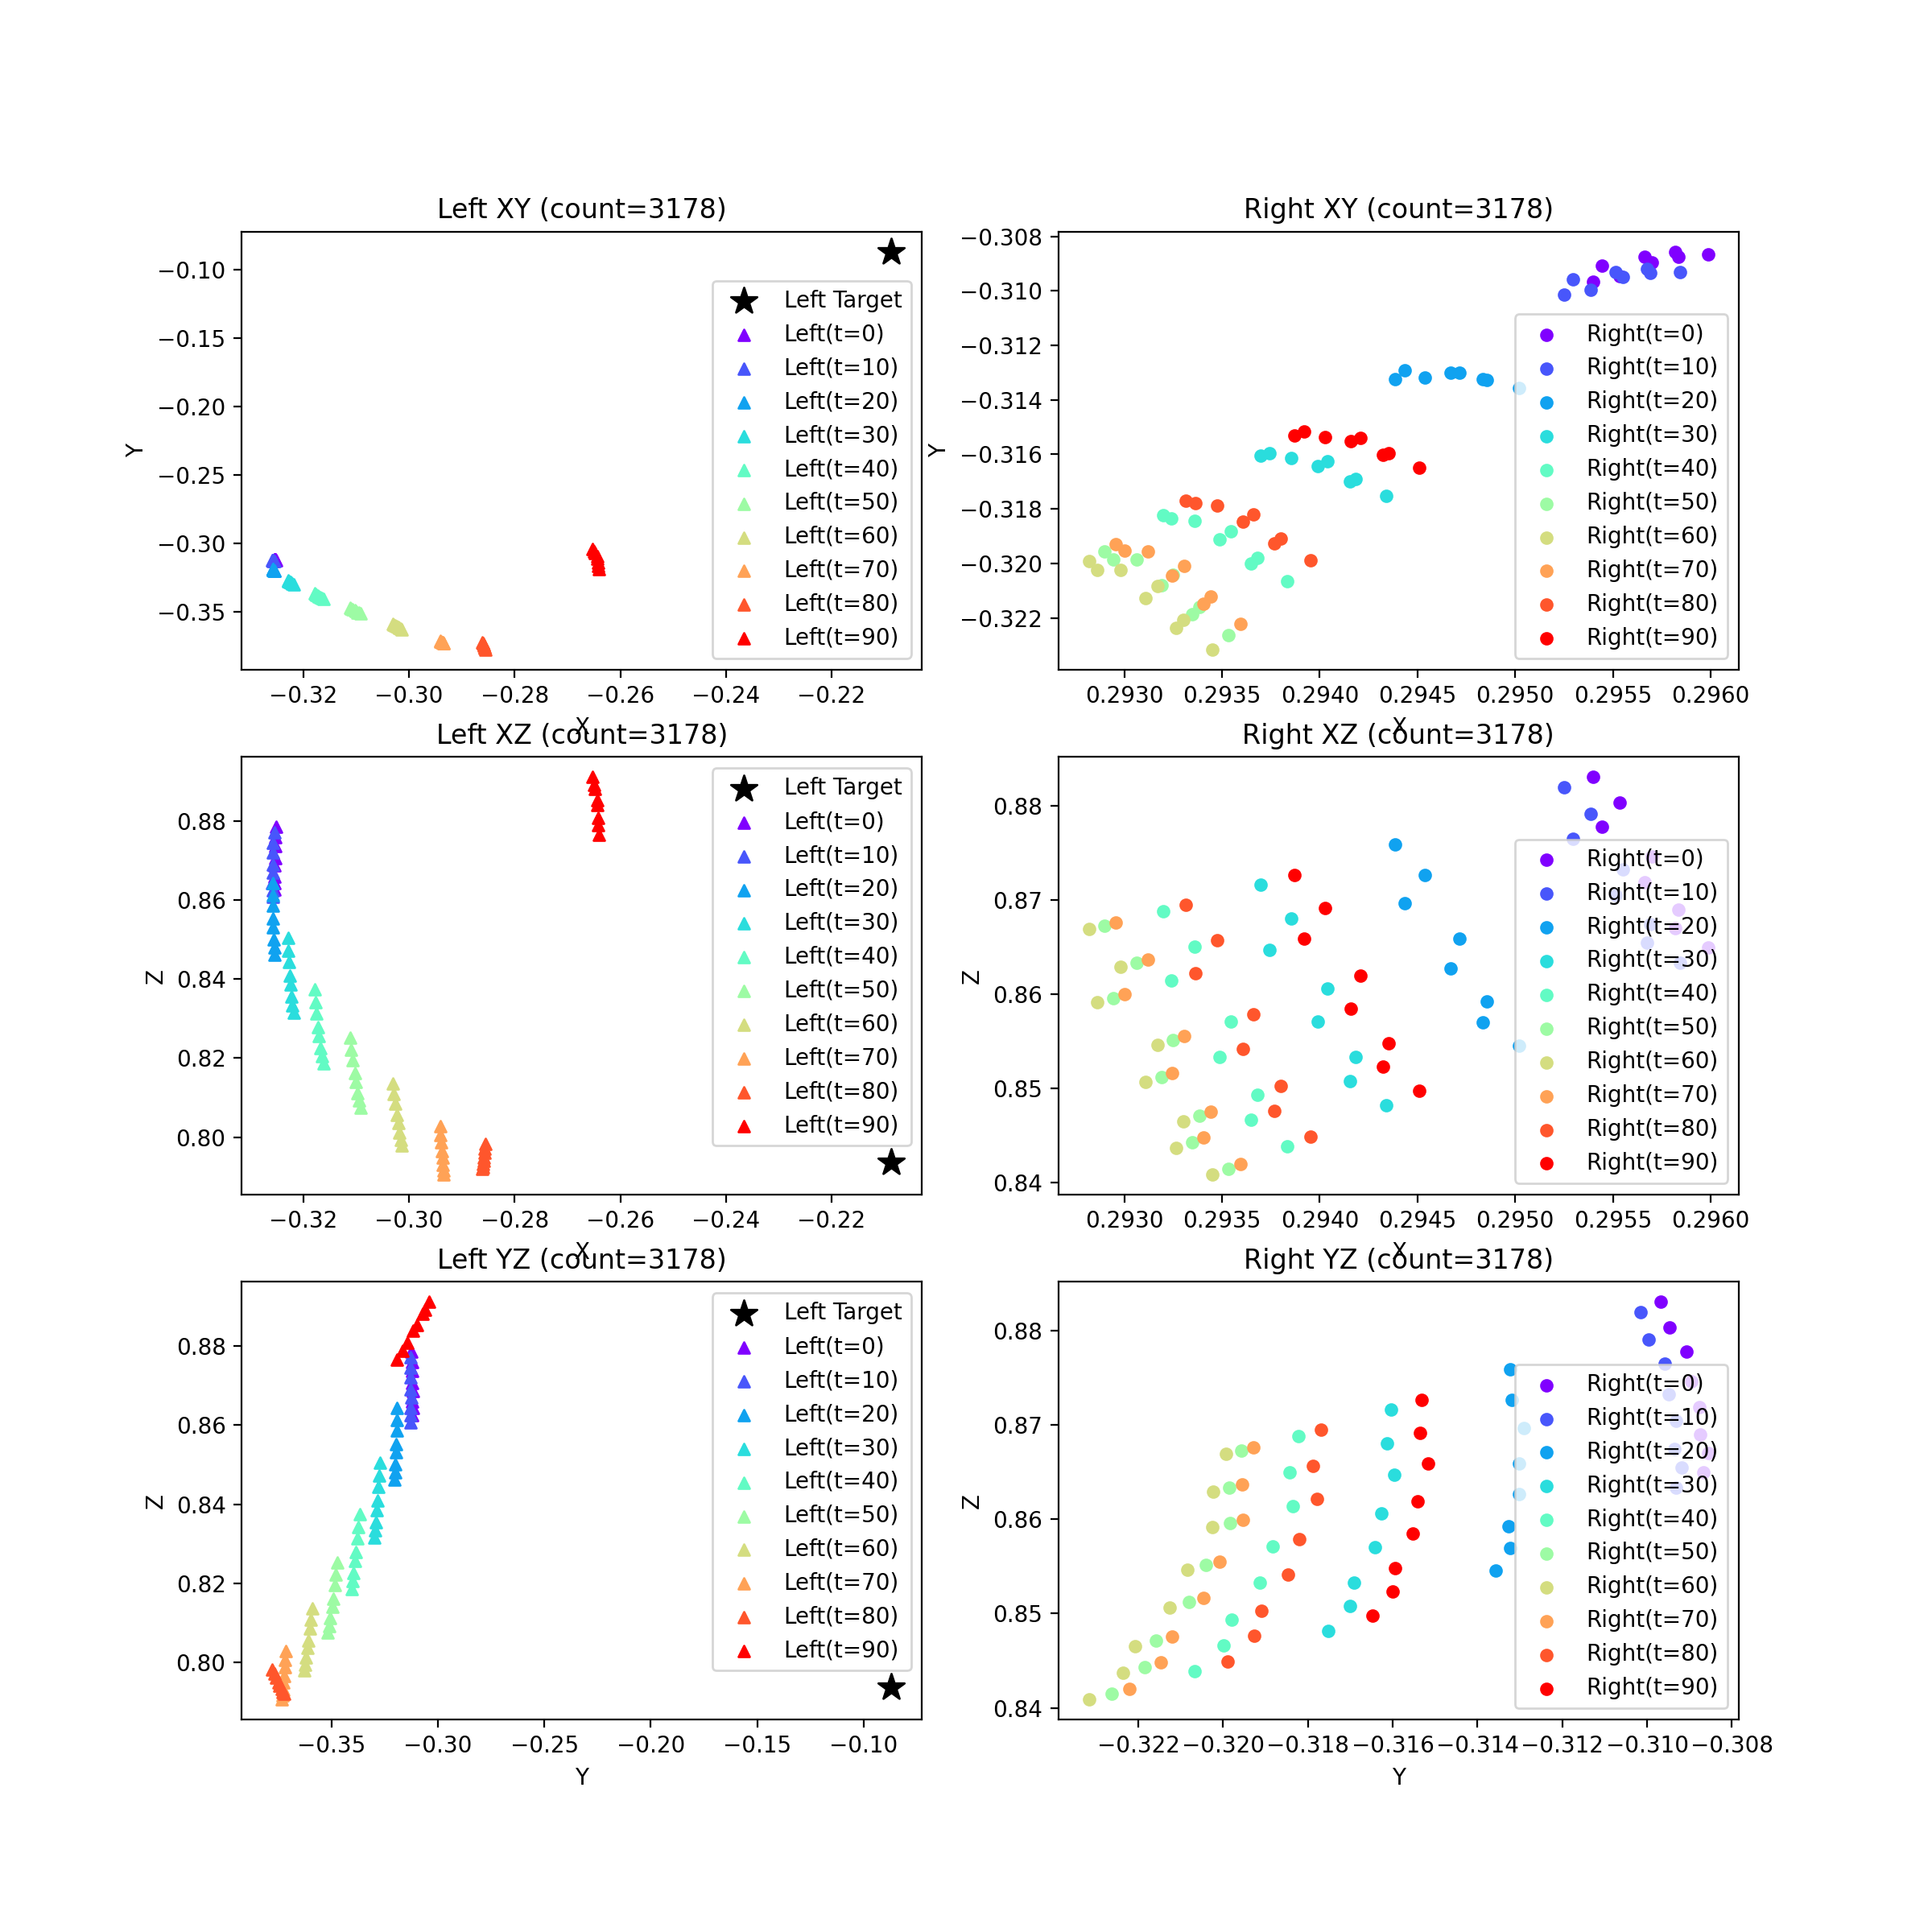 Left XY (count=3178)
−0.10
−0.15
−0.20
−0.25
−0.30
−0.35
Y
Left Target
Left(t=0)
Left(t=10)
Left(t=20)
Left(t=30)
Left(t=40)
Left(t=50)
Left(t=60)
Left(t=70)
Left(t=80)
Left(t=90)
−0.32 −0.30 −0.28 −0.26 −0.24 −0.22
X
Right XY (count=3178)
−0.308
−0.310
−0.312
−0.314
−0.316
−0.318
−0.320
−0.322
Y
Right(t=0)
Right(t=10)
Right(t=20)
Right(t=30)
Right(t=40)
Right(t=50)
Right(t=60)
Right(t=70)
Right(t=80)
Right(t=90)
0.2930 0.2935 0.2940 0.2945 0.2950 0.2955 0.2960
X
Left XZ (count=3178)
0.88
0.86
0.84
0.82
0.80
Z
Left Target
Left(t=0)
Left(t=10)
Left(t=20)
Left(t=30)
Left(t=40)
Left(t=50)
Left(t=60)
Left(t=70)
Left(t=80)
Left(t=90)
−0.32 −0.30 −0.28 −0.26 −0.24 −0.22
X
Right XZ (count=3178)
0.88
0.87
0.86
0.85
0.84
Z
Right(t=0)
Right(t=10)
Right(t=20)
Right(t=30)
Right(t=40)
Right(t=50)
Right(t=60)
Right(t=70)
Right(t=80)
Right(t=90)
0.2930 0.2935 0.2940 0.2945 0.2950 0.2955 0.2960
X
Left YZ (count=3178)
0.88
0.86
0.84
0.82
0.80
Z
Left Target
Left(t=0)
Left(t=10)
Left(t=20)
Left(t=30)
Left(t=40)
Left(t=50)
Left(t=60)
Left(t=70)
Left(t=80)
Left(t=90)
−0.35 −0.30 −0.25 −0.20 −0.15 −0.10
Y
Right YZ (count=3178)
0.88
0.87
0.86
0.85
0.84
Z
Right(t=0)
Right(t=10)
Right(t=20)
Right(t=30)
Right(t=40)
Right(t=50)
Right(t=60)
Right(t=70)
Right(t=80)
Right(t=90)
−0.322 −0.320 −0.318 −0.316 −0.314 −0.312 −0.310 −0.308
Y